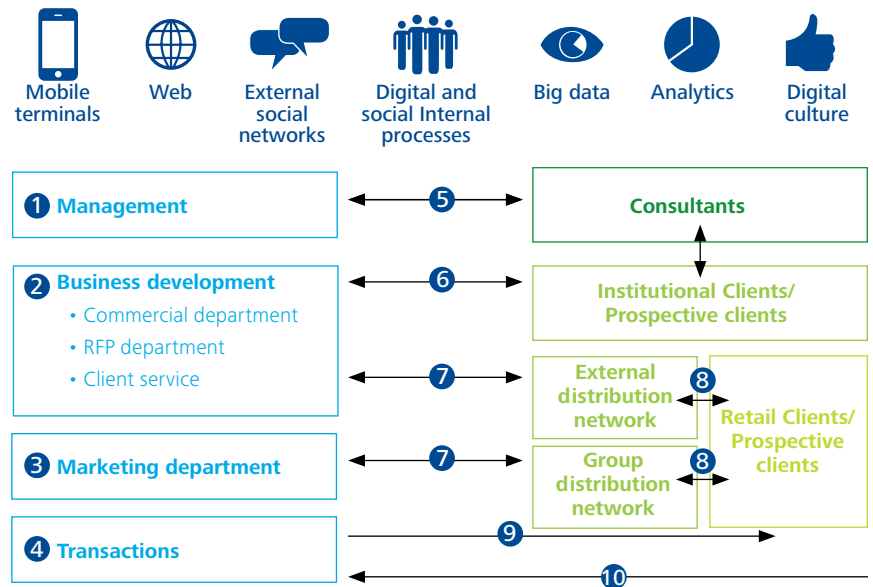 Mobile
terminals
Web
External
social
networks
Digital and
social Internal
processes
Big data
Analytics
Digital
culture
1 Management
5
Consultants
2 Business development
• Commercial department
• RFP department
• Client service
6
Institutional Clients/
Prospective clients
7
External
distribution
network
8
Retail Clients/
Prospective
clients
3 Marketing department
7
Group
distribution
network
8
4 Transactions
9
10